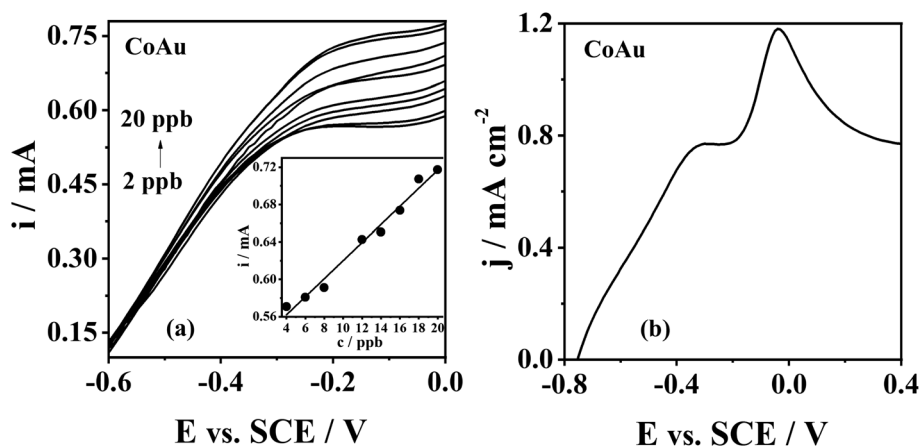 CoAu
20 ppb
2 ppb
i / mA
0.75
0.60
0.45
0.30
0.15
(a)
-0.6
-0.4
-0.2
0.0
E vs. SCE / V
i / mA
0.72
0.68
0.64
0.60
0.56
4 6 8 10 12 14 16 18 20
c / ppb
CoAu
j / mA cm⁻²
1.2
0.8
0.4
0.0
(b)
-0.8
-0.4
0.0
0.4
E vs. SCE / V